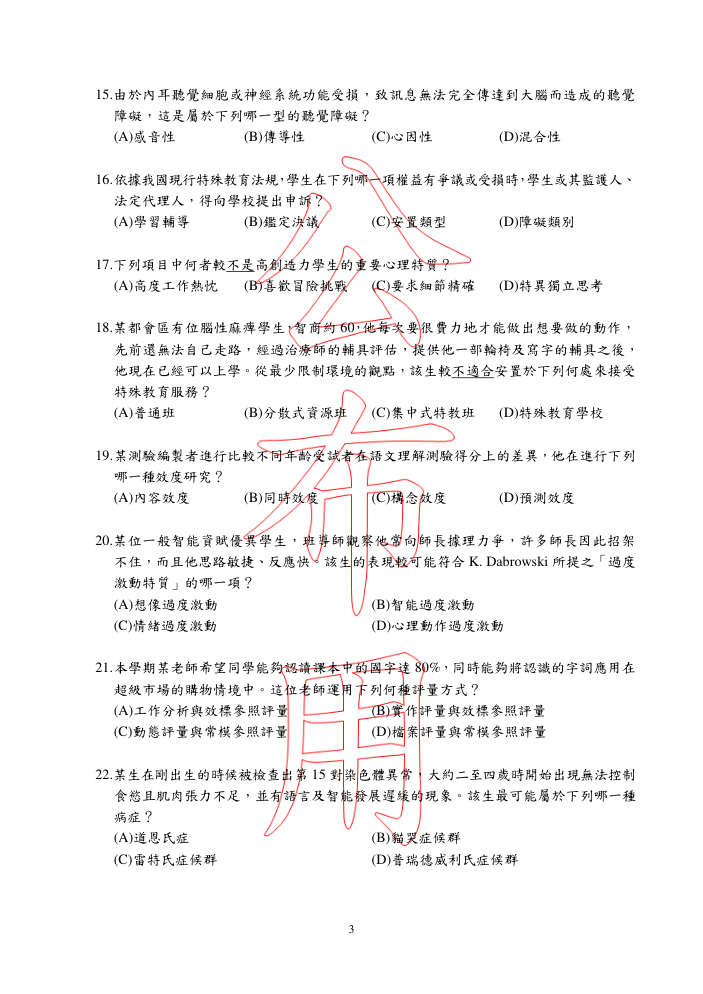 15.由於內耳聽覺細胞或神經系統功能受損，致訊息無法完全傳達到大腦而造成的聽覺
障礙，這是屬於下列哪一型的聽覺障礙？
(A)感音性 (B)傳導性 (C)心因性 (D)混合性
16.依據我國現行特殊教育法規，學生在下列哪一項權益有爭議或受損時，學生或其監護人、
法定代理人，得向學校提出申訴？
(A)學習輔導 (B)鑑定決議 (C)安置類型 (D)障礙類別
17.下列項目中何者較不是高創造力學生的重要心理特質？
(A)高度工作熱忱 (B)喜歡冒險挑戰 (C)要求細節精確 (D)特異獨立思考
18.某都會區有位腦性麻痺學生，智商約 60，他每次要很費力地才能做出想要做的動作，
先前還無法自己走路，經過治療師的輔具評估，提供他一部輪椅及寫字的輔具之後，
他現在已經可以上學。從最少限制環境的觀點，該生較不適合安置於下列何處來接受
特殊教育服務？
(A)普通班 (B)分散式資源班 (C)集中式特教班 (D)特殊教育學校
19.某測驗編製者進行比較不同年齡受試者在語文理解測驗得分上的差異，他在進行下列
哪一種效度研究？
(A)內容效度 (B)同時效度 (C)構念效度 (D)預測效度
20.某位一般智能資賦優異學生，班導師觀察他常向師長據理力爭，許多師長因此招架
不住，而且他思路敏捷、反應快。該生的表現較可能符合 K. Dabrowski 所提之「過度
激動特質」的哪一項？
(A)想像過度激動 (B)智能過度激動
(C)情緒過度激動 (D)心理動作過度激動
21.本學期某老師希望同學能夠認讀課本中的國字達 80%，同時能夠將認識的字詞應用在
超級市場的購物情境中。這位老師運用下列何種評量方式？
(A)工作分析與效標參照評量 (B)實作評量與效標參照評量
(C)動態評量與常模參照評量 (D)檔案評量與常模參照評量
22.某生在剛出生的時候被檢查出第 15 對染色體異常，大約二至四歲時開始出現無法控制
食慾且肌肉張力不足，並有語言及智能發展遲緩的現象。該生最可能屬於下列哪一種
病症？
(A)道恩氏症 (B)貓哭症候群
(C)雷特氏症候群 (D)普瑞德威利氏症候群
公布用
3